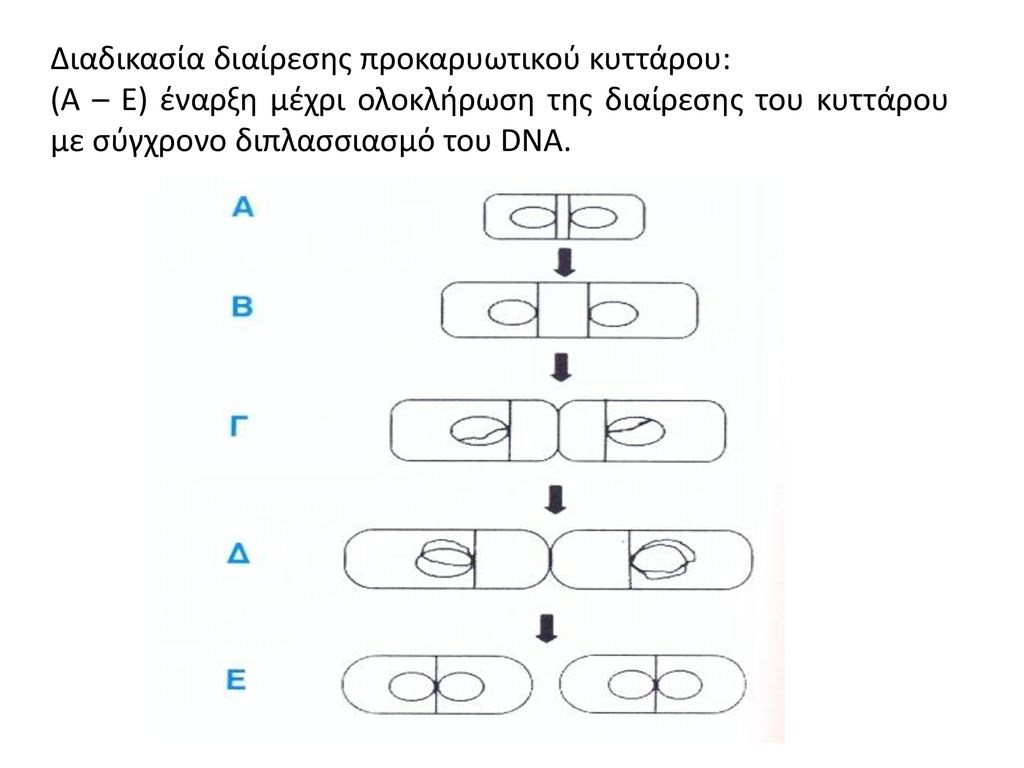 Διαδικασία διαίρεσης προκαρυωτικού κυττάρου:
(Α – Ε) έναρξη μέχρι ολοκλήρωση της διαίρεσης του κυττάρου
με σύγχρονο διπλασσιασμό του DNA.
Α
Β
Γ
Δ
Ε